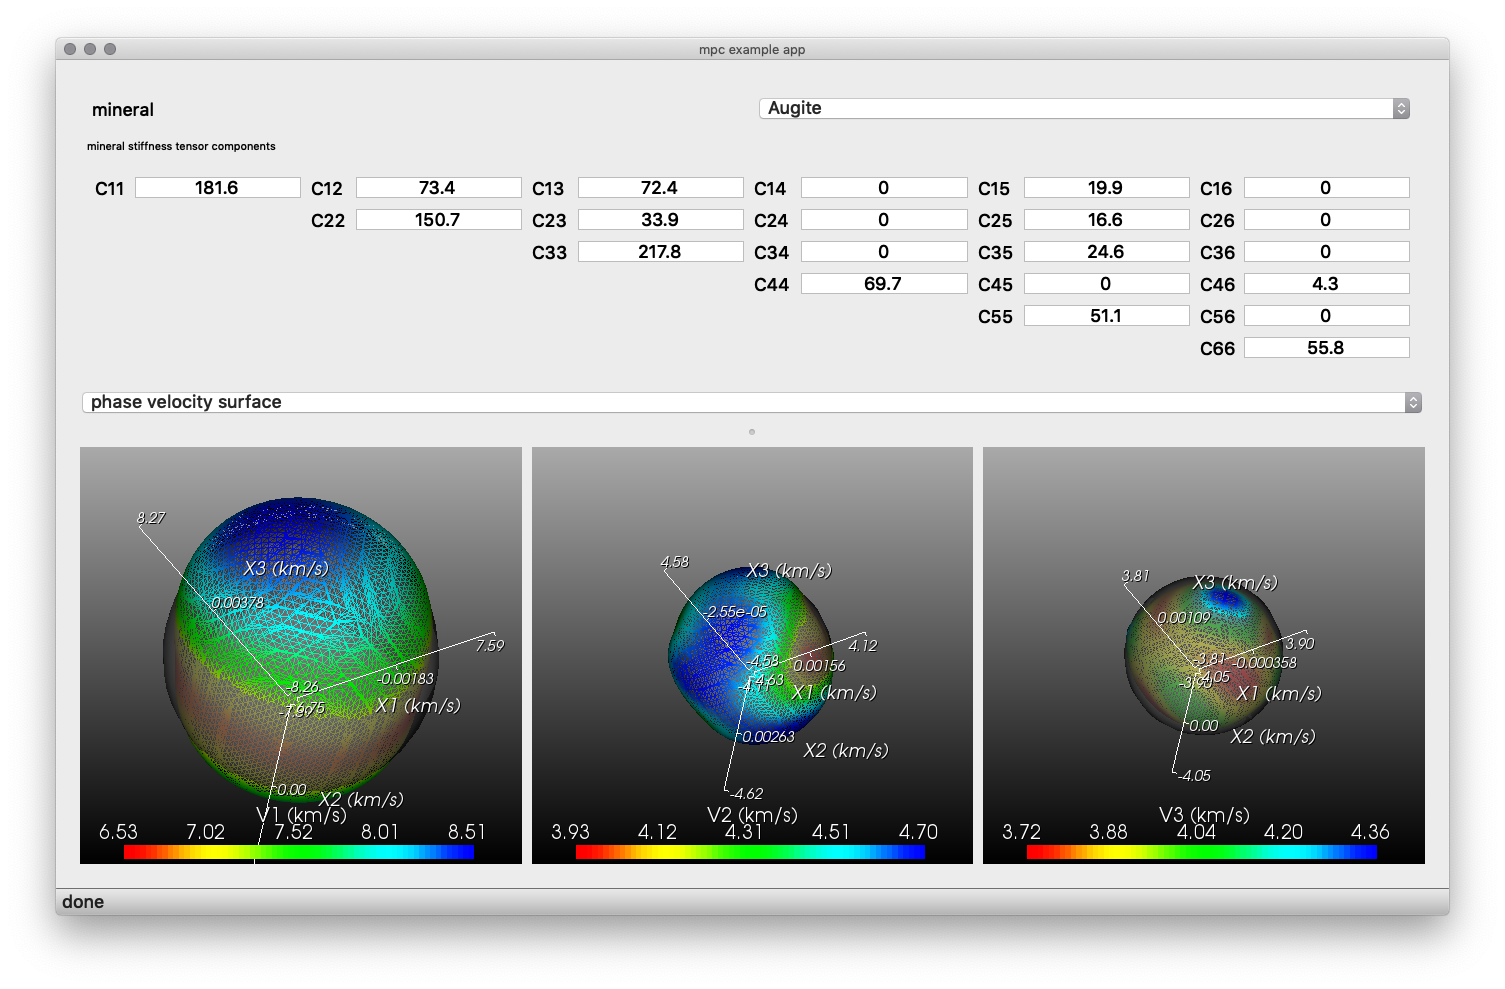 mpc example app
mineral
Augite
mineral stiffness tensor components
C11 181.6 C12 73.4 C13 72.4 C14 0 C15 19.9 C16 0
C22 150.7 C23 33.9 C24 0 C25 16.6 C26 0
C33 217.8 C34 0 C35 24.6 C36 0
C44 69.7 C45 0 C46 4.3
C55 51.1 C56 0
C66 55.8
phase velocity surface
8.27
X3 (km/s)
0.00378
7.59
-0.00183
-8.26
X1 (km/s)
0.00
X2 (km/s)
V1 (km/s)
6.53 7.02 7.52 8.01 8.51
4.58
X3 (km/s)
-2.55e-05
4.12
-4.58
0.00156
-4.63
X1 (km/s)
0.00263
X2 (km/s)
-4.62
V2 (km/s)
3.93 4.12 4.31 4.51 4.70
3.81
X3 (km/s)
0.00109
3.90
-3.81
-0.000358
-4.05
X1 (km/s)
0.00
X2 (km/s)
-4.05
V3 (km/s)
3.72 3.88 4.04 4.20 4.36
done